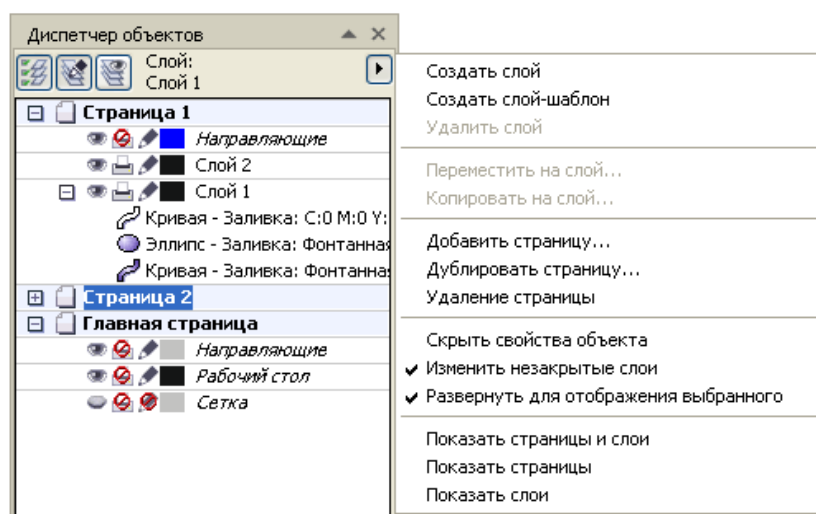 Диспетчер объектов
Слой:
Слой 1
Страница 1
Направляющие
Слой 2
Слой 1
Кривая - Заливка: C:0 M:0 Y:
Эллипс - Заливка: Фонтанная
Кривая - Заливка: Фонтанная
Страница 2
Главная страница
Направляющие
Рабочий стол
Сетка
Создать слой
Создать слой-шаблон
Удалить слой
Переместить на слой...
Копировать на слой...
Добавить страницу...
Дублировать страницу...
Удаление страницы
Скрыть свойства объекта
Изменить незакрытые слои
Развернуть для отображения выбранного
Показать страницы и слои
Показать страницы
Показать слои